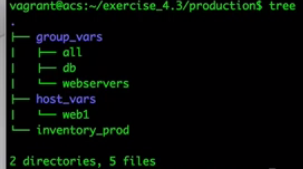 vagrant@acs:~/exercise_4.3/production$ tree
.
├── group_vars
│   ├── all
│   ├── db
│   └── webservers
├── host_vars
│   └── web1
└── inventory_prod
2 directories, 5 files